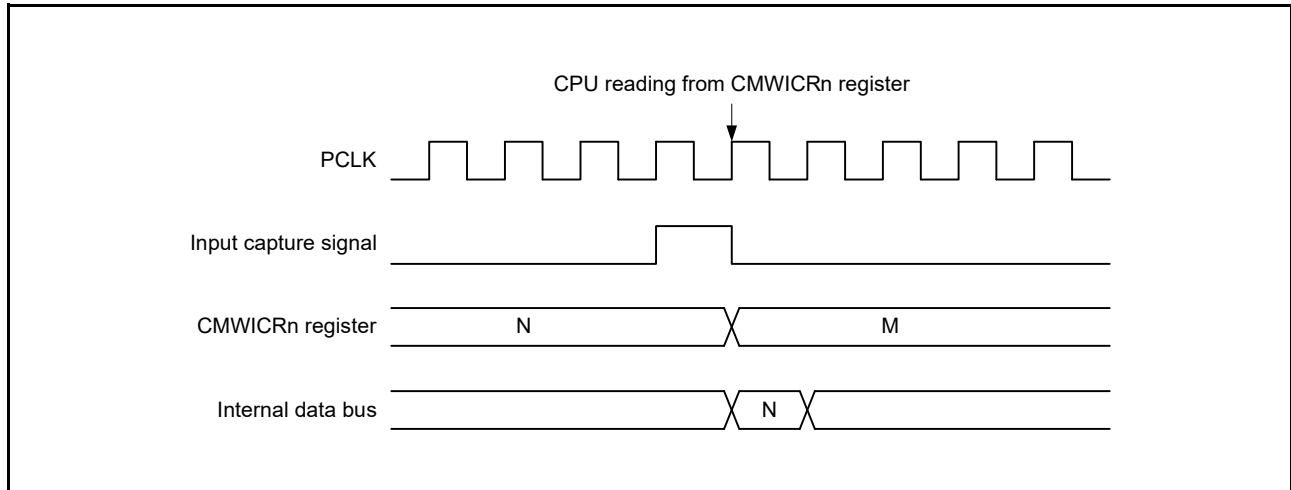 CPU reading from CMWICRn register
PCLK
Input capture signal
CMWICRn register N M
Internal data bus N